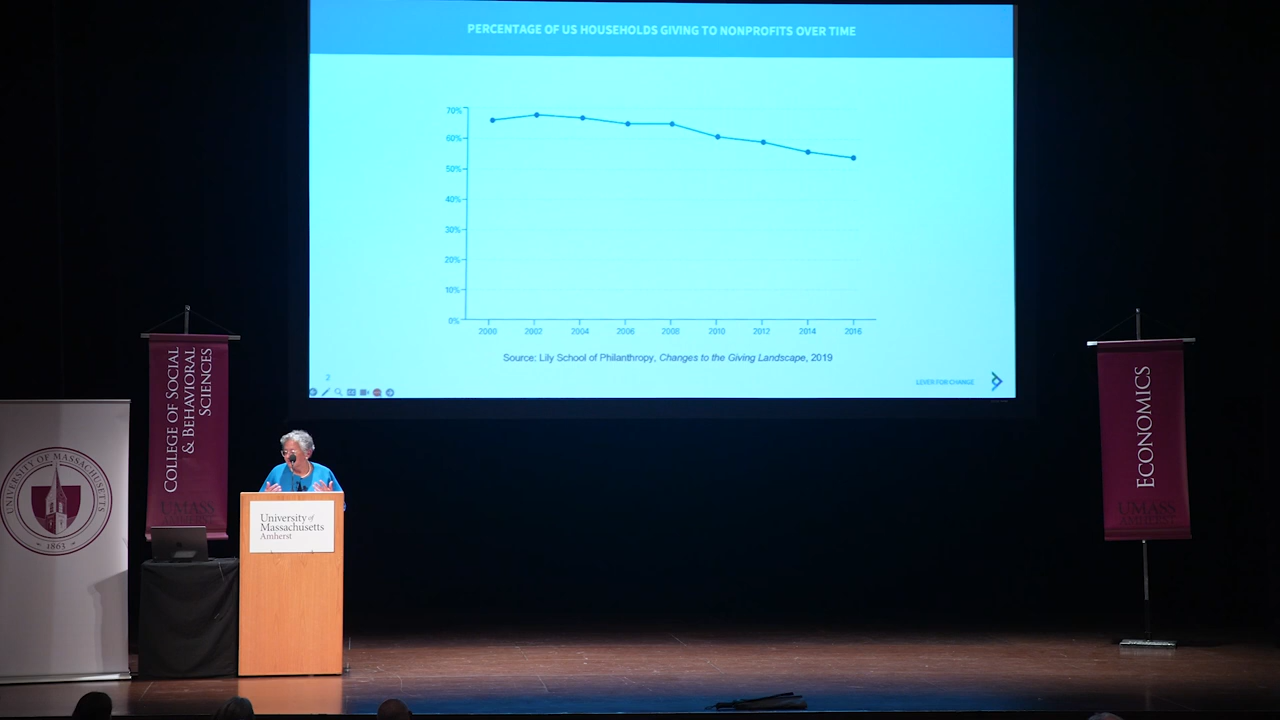 PERCENTAGE OF US HOUSEHOLDS GIVING TO NONPROFITS OVER TIME
70%
60%
50%
40%
30%
20%
10%
0%
2000 2002 2004 2006 2008 2010 2012 2014 2016
Source: Lily School of Philanthropy, Changes to the Giving Landscape, 2019
2
LEVER FOR CHANGE
COLLEGE OF SOCIAL
& BEHAVIORAL
SCIENCES
UMASS
UNIVERSITY OF MASSACHUSETTS
1863
University of
Massachusetts
Amherst
ECONOMICS
UMASS
AMHERST